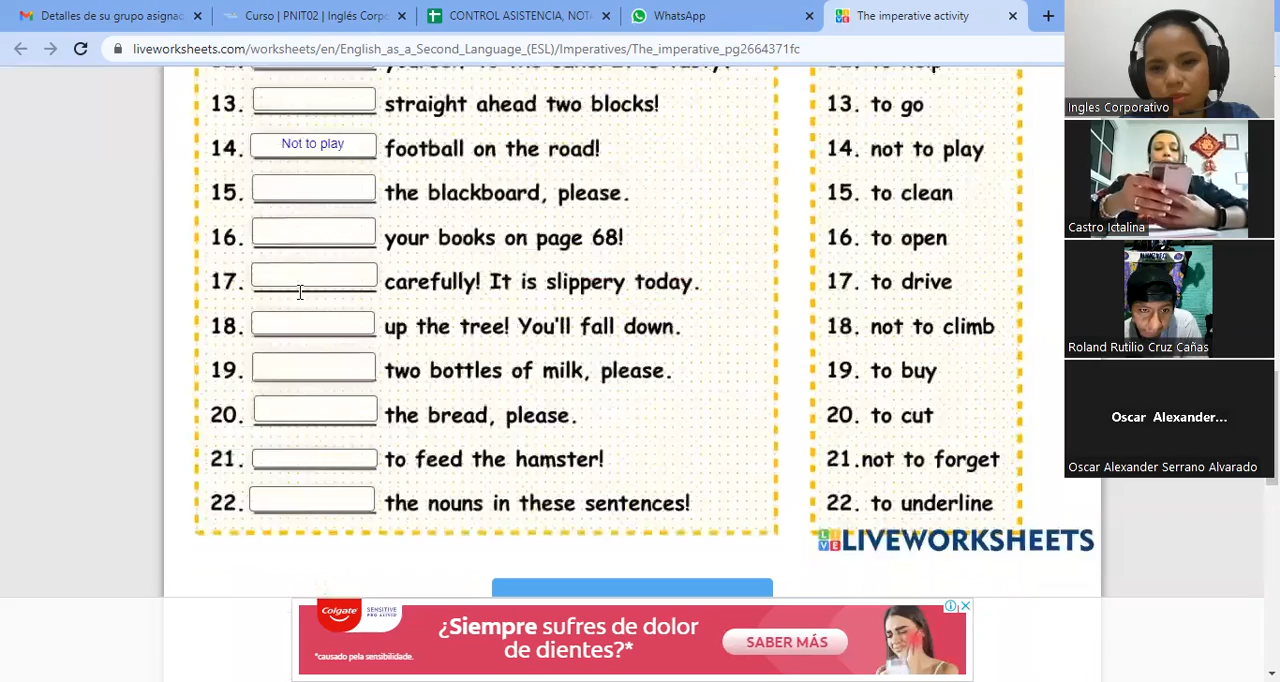 Detalles de su grupo asignac
Curso | PNIT02 | Inglés Corpo
CONTROL ASISTENCIA, NOTA
WhatsApp
The imperative activity
liveworksheets.com/worksheets/en/English_as_a_Second_Language_(ESL)/Imperatives/The_imperative_pg2664371fc
13. straight ahead two blocks!
14. Not to play football on the road!
15. the blackboard, please.
16. your books on page 68!
17. carefully! It is slippery today.
18. up the tree! You'll fall down.
19. two bottles of milk, please.
20. the bread, please.
21. to feed the hamster!
22. the nouns in these sentences!
13. to go
14. not to play
15. to clean
16. to open
17. to drive
18. not to climb
19. to buy
20. to cut
21.not to forget
22. to underline
LIVEWORKSHEETS
Colgate
SENSITIVE
PRO ALIVIO
*causado pela sensibilidade.
¿Siempre sufres de dolor
de dientes?*
SABER MÁS
Ingles Corporativo
Castro Ictalina
Roland Rutilio Cruz Cañas
Oscar Alexander...
Oscar Alexander Serrano Alvarado